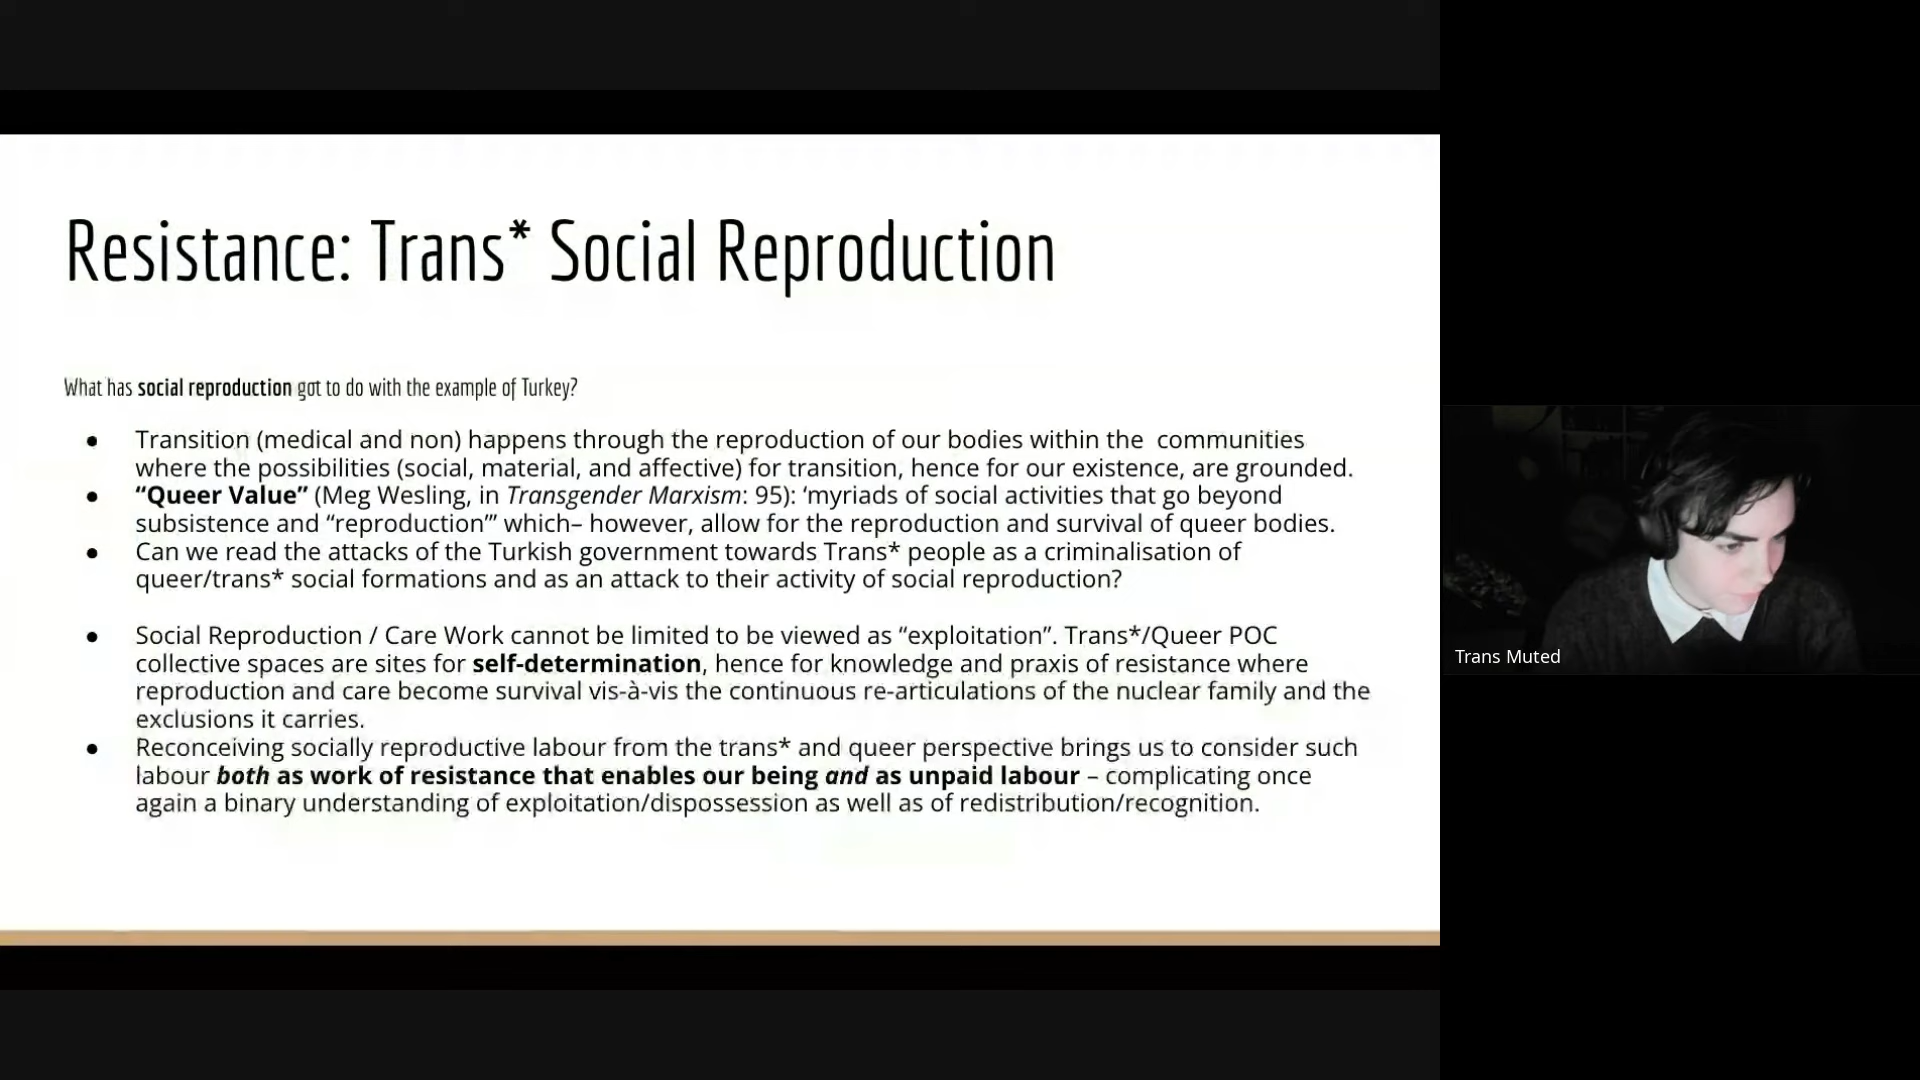 Resistance: Trans* Social Reproduction
What has social reproduction got to do with the example of Turkey?
● Transition (medical and non) happens through the reproduction of our bodies within the  communities
where the possibilities (social, material, and affective) for transition, hence for our existence, are grounded.
● “Queer Value” (Meg Wesling, in Transgender Marxism: 95): ‘myriads of social activities that go beyond
subsistence and “reproduction”’ which– however, allow for the reproduction and survival of queer bodies.
● Can we read the attacks of the Turkish government towards Trans* people as a criminalisation of
queer/trans* social formations and as an attack to their activity of social reproduction?
● Social Reproduction / Care Work cannot be limited to be viewed as “exploitation”. Trans*/Queer POC
collective spaces are sites for self-determination, hence for knowledge and praxis of resistance where
reproduction and care become survival vis-à-vis the continuous re-articulations of the nuclear family and the
exclusions it carries.
● Reconceiving socially reproductive labour from the trans* and queer perspective brings us to consider such
labour both as work of resistance that enables our being and as unpaid labour – complicating once
again a binary understanding of exploitation/dispossession as well as of redistribution/recognition.
Trans Muted